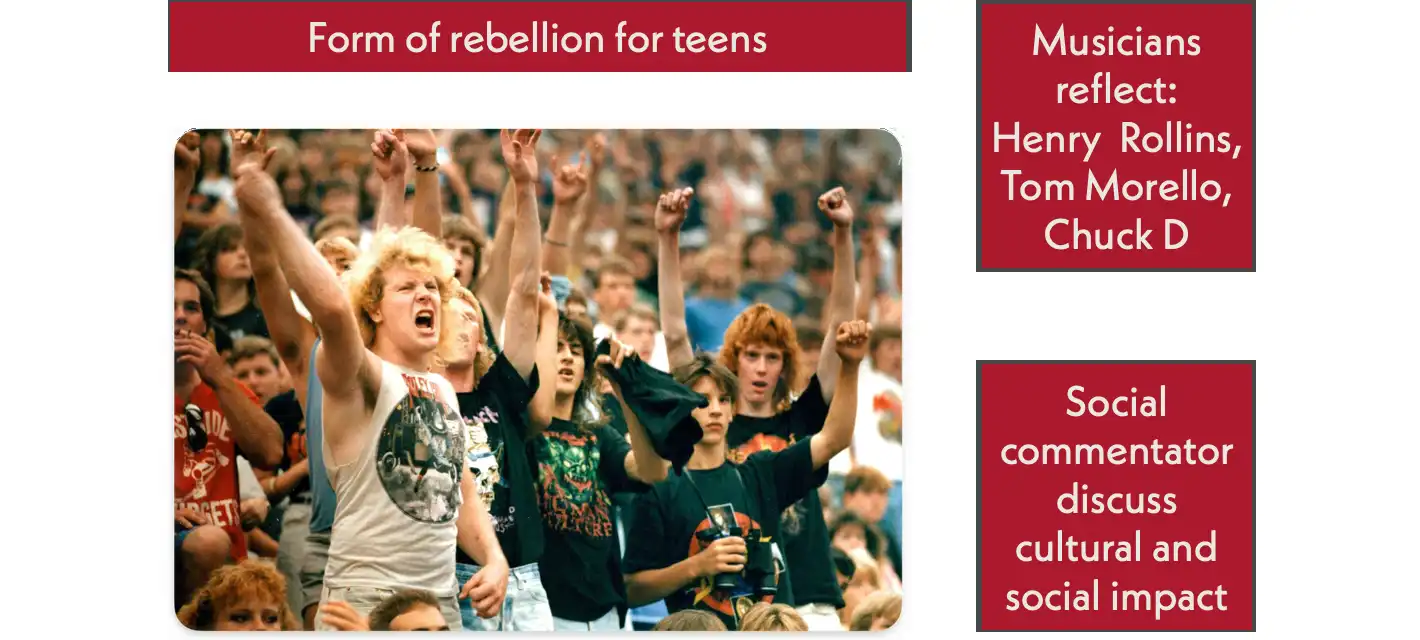 Form of rebellion for teens
Musicians
reflect:
Henry Rollins,
Tom Morello,
Chuck D
Social
commentator
discuss
cultural and
social impact